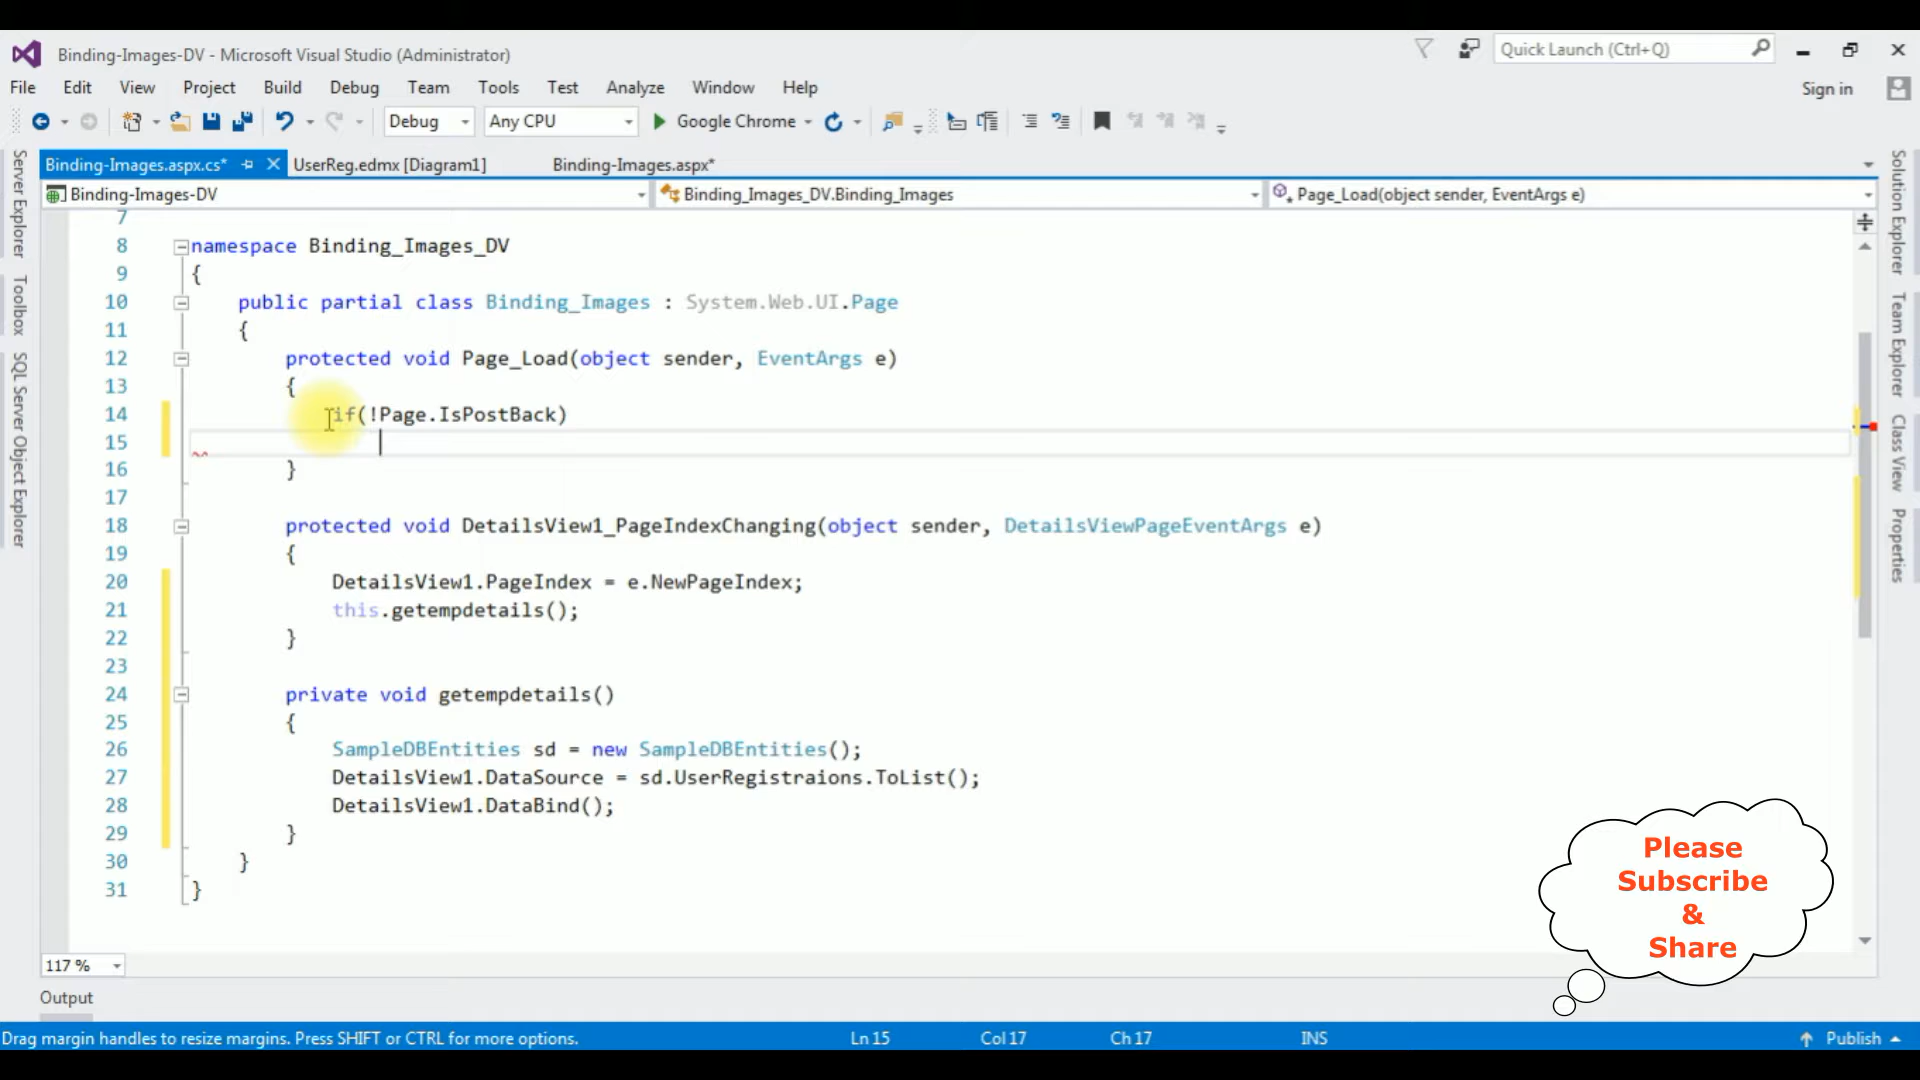 Binding-Images-DV - Microsoft Visual Studio (Administrator)
Quick Launch (Ctrl+Q)
File Edit View Project Build Debug Team Tools Test Analyze Window Help
Sign in
Debug Any CPU Google Chrome
Binding-Images.aspx.cs* UserReg.edmx [Diagram1] Binding-Images.aspx*
Binding-Images-DV Binding_Images_DV.Binding_Images Page_Load(object sender, EventArgs e)
Server Explorer
Toolbox
SQL Server Object Explorer
7
8 namespace Binding_Images_DV
9 {
10 public partial class Binding_Images : System.Web.UI.Page
11 {
12 protected void Page_Load(object sender, EventArgs e)
13 {
14 if(!Page.IsPostBack)
15
16 }
17
18 protected void DetailsView1_PageIndexChanging(object sender, DetailsViewPageEventArgs e)
19 {
20 DetailsView1.PageIndex = e.NewPageIndex;
21 this.getempdetails();
22 }
23
24 private void getempdetails()
25 {
26 SampleDBEntities sd = new SampleDBEntities();
27 DetailsView1.DataSource = sd.UserRegistraions.ToList();
28 DetailsView1.DataBind();
29 }
30 }
31 }
Solution Explorer
Team Explorer
Class View
Properties
Please
Subscribe
&
Share
117 %
Output
Drag margin handles to resize margins. Press SHIFT or CTRL for more options. Ln 15 Col 17 Ch 17 INS Publish